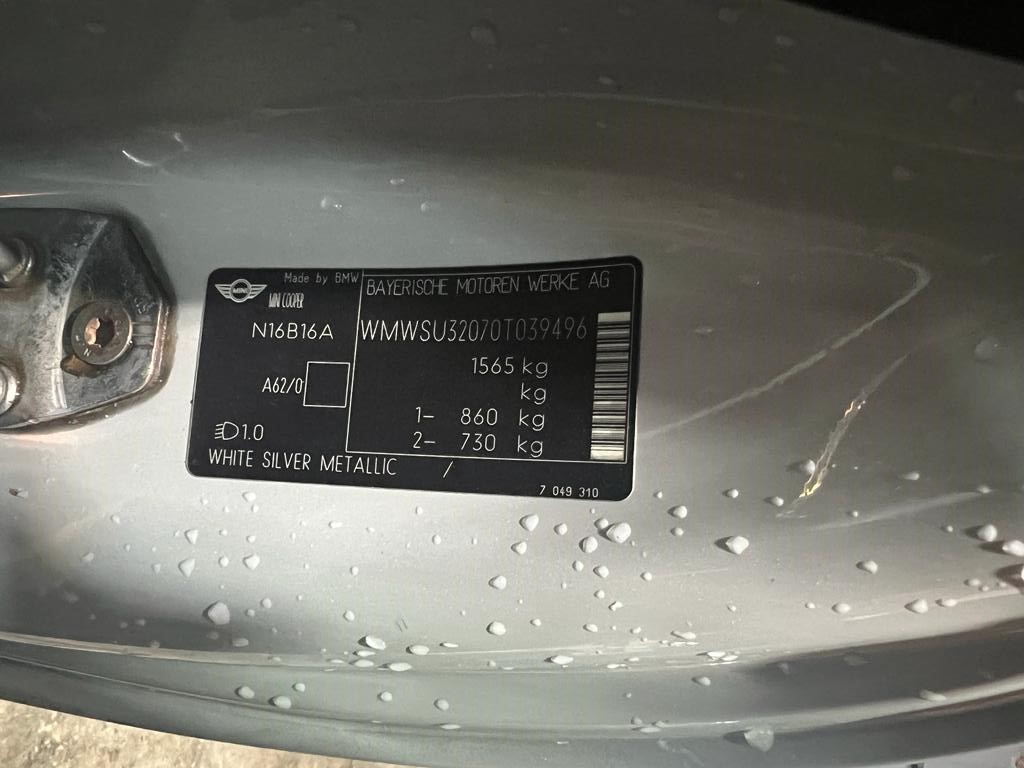 MINI
Made by BMW
MINI COOPER
BAYERISCHE MOTOREN WERKE AG
N16B16A
WMWSU32070T039496
1565 kg
kg
A62/0
1- 860 kg
2- 730 kg
1.0
WHITE SILVER METALLIC /
7 049 310